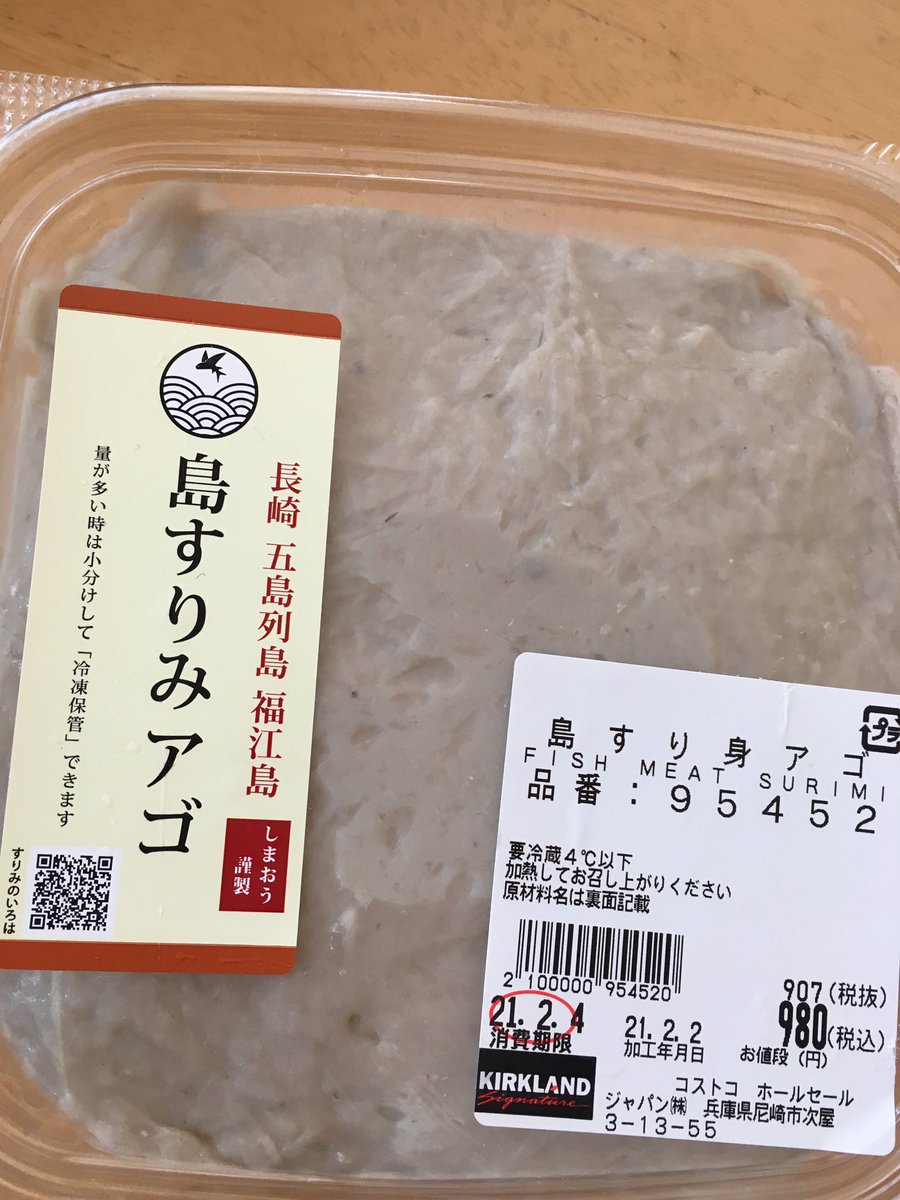 長崎 五島列島 福江島
島すりみアゴ
量が多い時は小分けして「冷凍保管」できます
しまおう
謹製
すりみのいろは
島すり身アゴ
プラ
FISH MEAT SURIMI
品番:95452
要冷蔵4℃以下
加熱してお召し上がりください
原材料名は裏面記載
2 100000 954520
907(税抜)
21.2.4
21.2.2
980(税込)
消費期限
加工年月日
お値段(円)
KIRKLAND
Signature
コストコ ホールセール
ジャパン㈱ 兵庫県尼崎市次屋
3-13-55